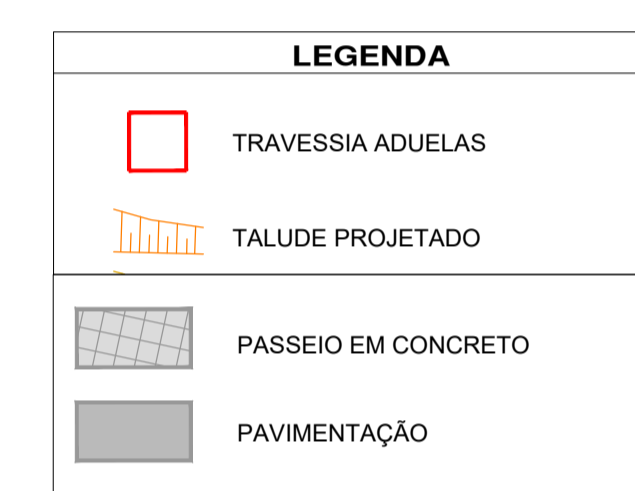 LEGENDA
TRAVESSIA ADUELAS
TALUDE PROJETADO
PASSEIO EM CONCRETO
PAVIMENTAÇÃO